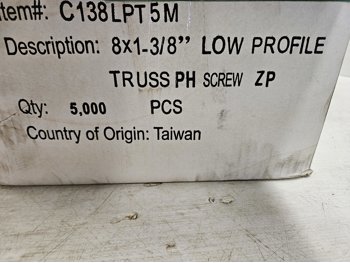 Item#: C138LPT5M
Description: 8x1-3/8” LOW PROFILE
TRUSS PH SCREW ZP
Qty: 5,000 PCS
Country of Origin: Taiwan